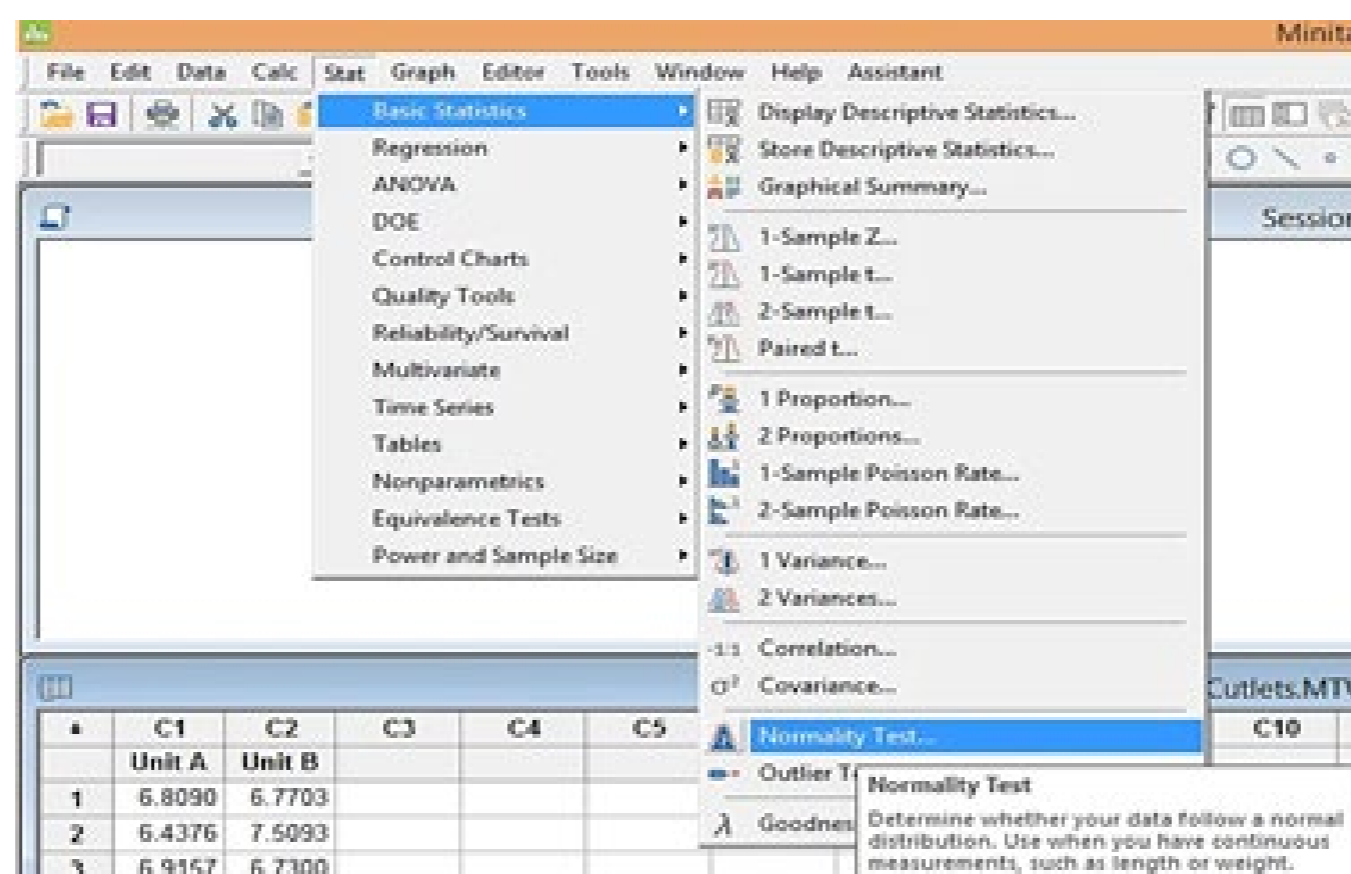 Minita
File Edit Data Calc Stat Graph Editor Tools Window Help Assistant
Basic Statistics
Regression
ANOVA
DOE
Control Charts
Quality Tools
Reliability/Survival
Multivariate
Time Series
Tables
Nonparametrics
Equivalence Tests
Power and Sample Size
Display Descriptive Statistics...
Store Descriptive Statistics...
Graphical Summary...
1-Sample Z...
1-Sample t...
2-Sample t...
Paired t...
1 Proportion...
2 Proportions...
1-Sample Poisson Rate...
2-Sample Poisson Rate...
1 Variance...
2 Variances...
Correlation...
σ² Covariance...
Normality Test...
Outlier T
λ Goodnes
Normality Test
Determine whether your data follow a normal
distribution. Use when you have continuous
measurements, such as length or weight.
Session
Cutlets.MTW
C1 C2 C3 C4 C5 C10
Unit A Unit B
1 6.8090 6.7703
2 6.4376 7.5093
3 6.9157 6.7300